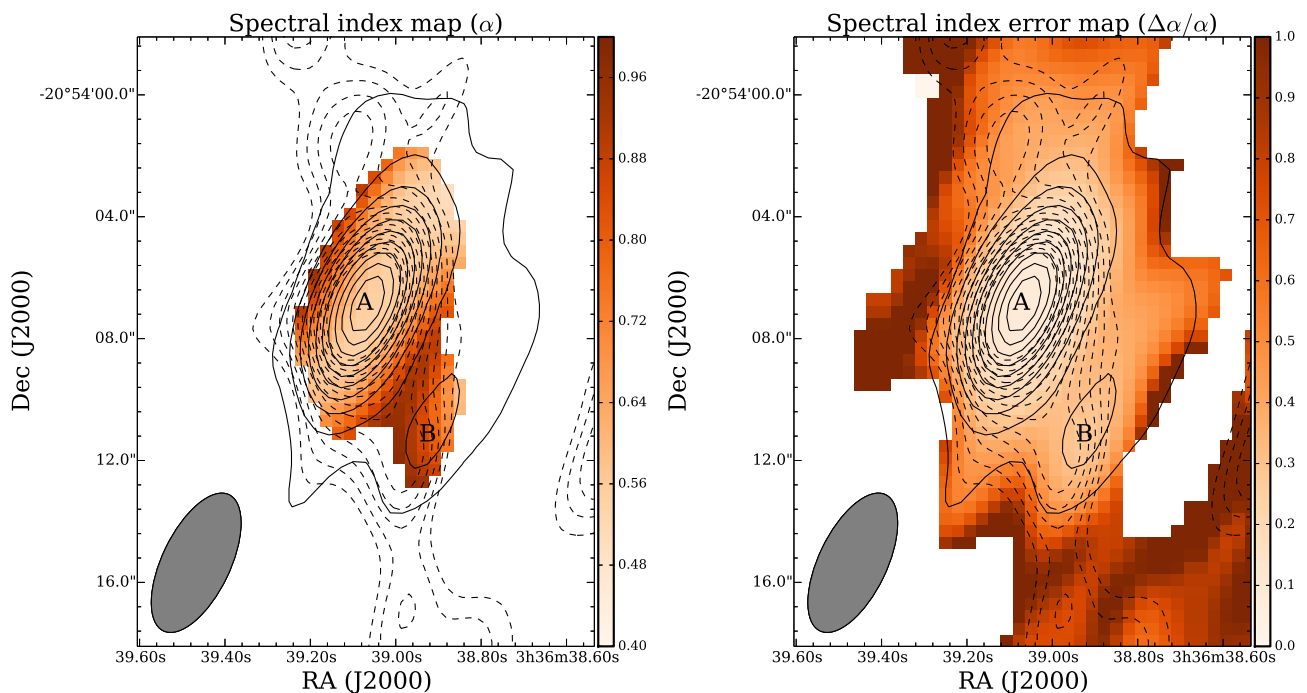 Spectral index map (α)
-20°54'00.0"
04.0"
08.0"
12.0"
16.0"
Dec (J2000)
39.60s 39.40s 39.20s 39.00s 38.80s 3h36m38.60s
RA (J2000)
A
B
0.96
0.88
0.80
0.72
0.64
0.56
0.48
0.40
Spectral index error map (Δα/α)
-20°54'00.0"
04.0"
08.0"
12.0"
16.0"
Dec (J2000)
39.60s 39.40s 39.20s 39.00s 38.80s 3h36m38.60s
RA (J2000)
A
B
1.0
0.9
0.8
0.7
0.6
0.5
0.4
0.3
0.2
0.1
0.0